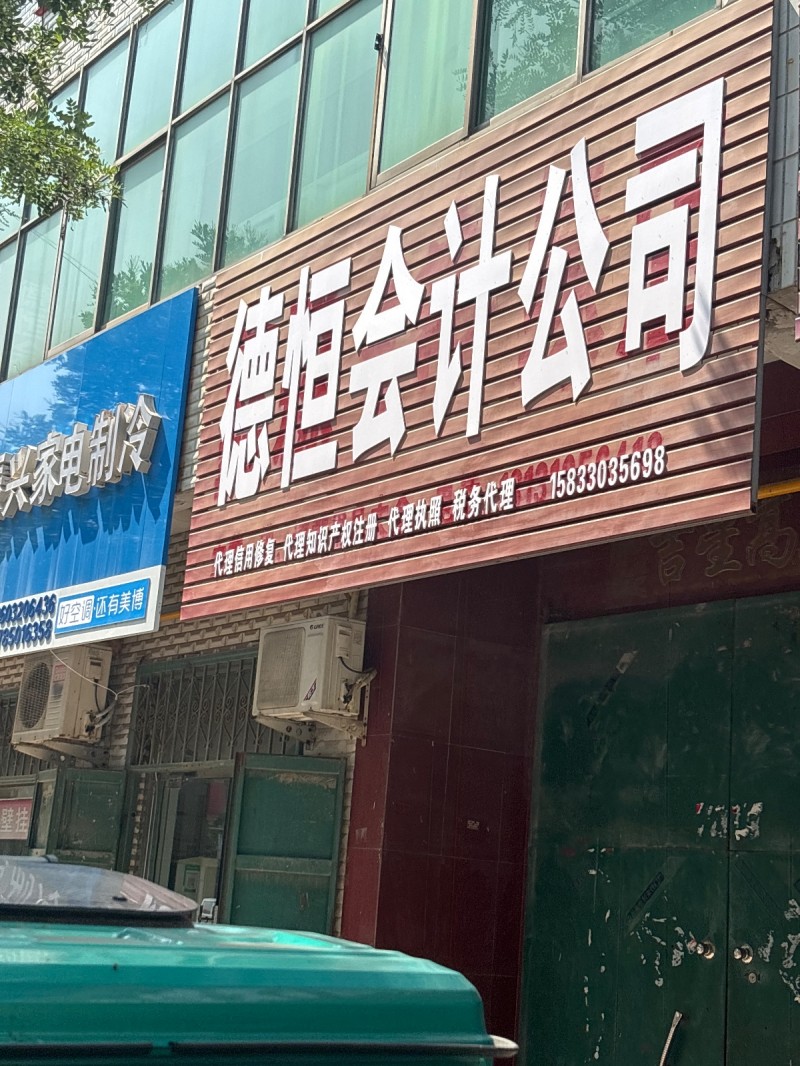 德恒会计公司
代理信用修复 代理知识产权注册 代理执照 税务代理 15833035698
兴家电制冷
好空调·还有美博
壁挂